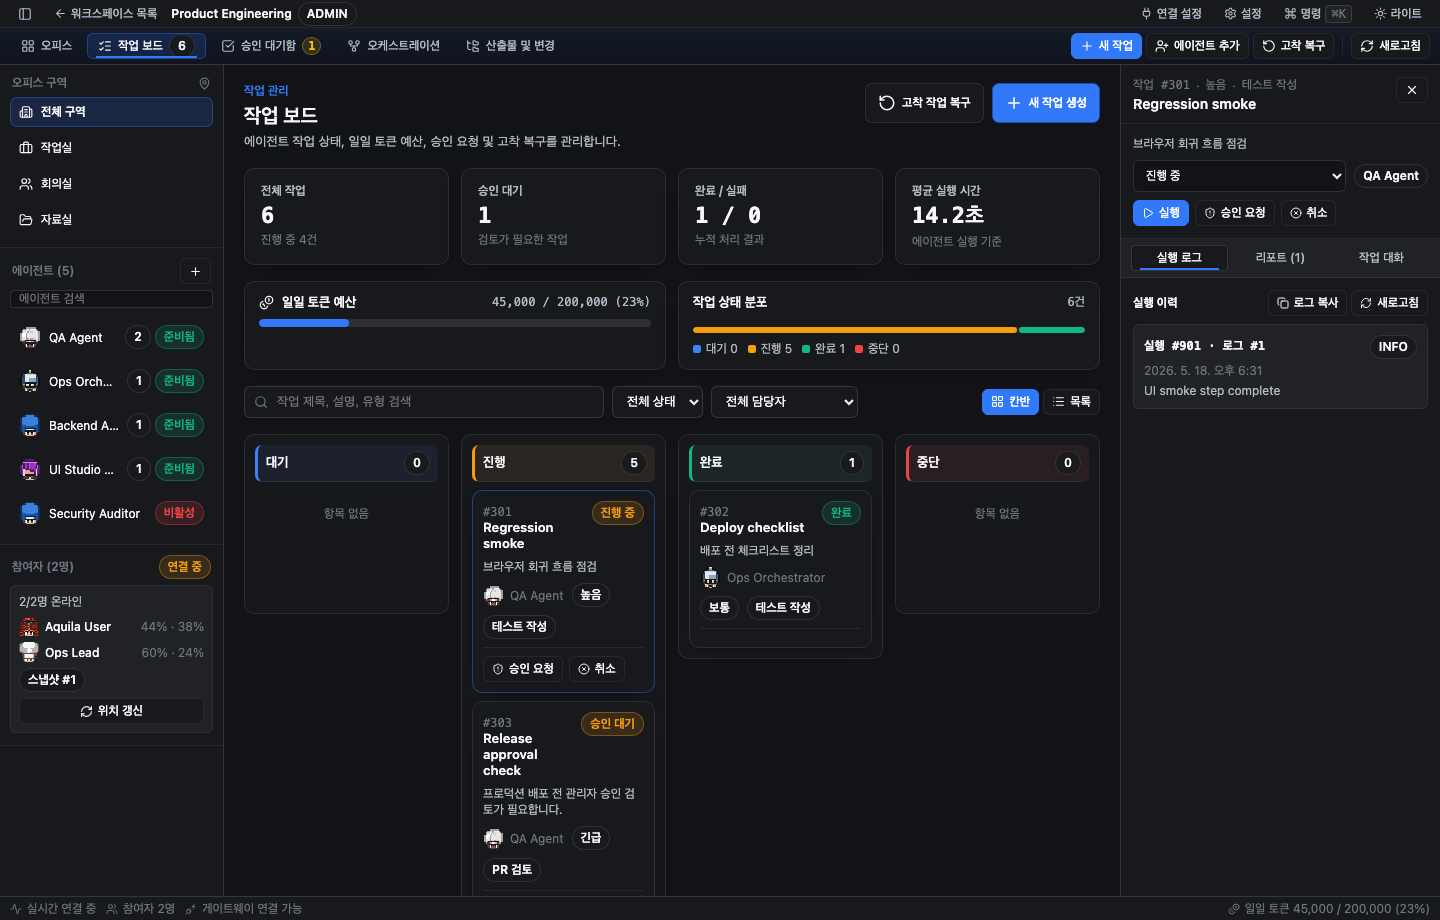 워크스페이스 목록 Product Engineering ADMIN 연결 설정 설정 명령 ⌘K 라이트
오피스 작업 보드 6 승인 대기함 1 오케스트레이션 산출물 및 변경 새 작업 에이전트 추가 고착 복구 새로고침
오피스 구역
전체 구역
작업실
회의실
자료실
에이전트 (5)
에이전트 검색
QA Agent 2 준비됨
Ops Orch... 1 준비됨
Backend A... 1 준비됨
UI Studio ... 1 준비됨
Security Auditor 비활성
참여자 (2명) 연결 중
2/2명 온라인
Aquila User 44% · 38%
Ops Lead 60% · 24%
스냅샷 #1
위치 갱신
작업 관리
작업 보드
에이전트 작업 상태, 일일 토큰 예산, 승인 요청 및 고착 복구를 관리합니다.
고착 작업 복구 새 작업 생성
전체 작업
6
진행 중 4건
승인 대기
1
검토가 필요한 작업
완료 / 실패
1 / 0
누적 처리 결과
평균 실행 시간
14.2초
에이전트 실행 기준
일일 토큰 예산 45,000 / 200,000 (23%)
작업 상태 분포 6건
대기 0 진행 5 완료 1 중단 0
작업 제목, 설명, 유형 검색 전체 상태 전체 담당자 칸반 목록
대기 0
항목 없음
진행 5
#301 진행 중
Regression
smoke
브라우저 회귀 흐름 점검
QA Agent 높음
테스트 작성
승인 요청 취소
#303 승인 대기
Release
approval
check
프로덕션 배포 전 관리자 승인 검
토가 필요합니다.
QA Agent 긴급
PR 검토
완료 1
#302 완료
Deploy checklist
배포 전 체크리스트 정리
Ops Orchestrator
보통 테스트 작성
중단 0
항목 없음
작업 #301 · 높음 · 테스트 작성
Regression smoke
브라우저 회귀 흐름 점검
진행 중 QA Agent
실행 승인 요청 취소
실행 로그 리포트 (1) 작업 대화
실행 이력 로그 복사 새로고침
실행 #901 · 로그 #1 INFO
2026. 5. 18. 오후 6:31
UI smoke step complete
실시간 연결 중 참여자 2명 게이트웨이 연결 가능 일일 토큰 45,000 / 200,000 (23%)